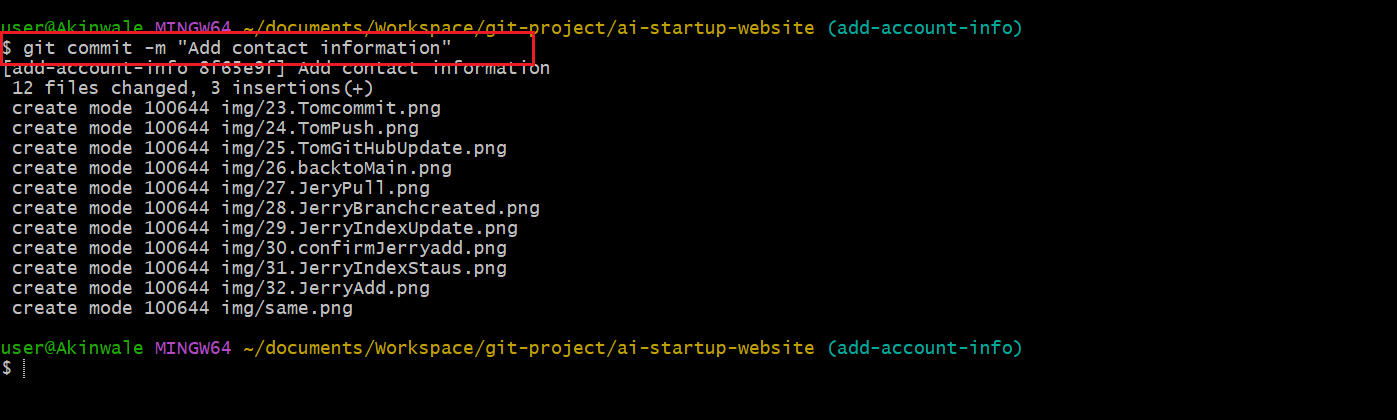 user@Akinwale MINGW64 ~/documents/Workspace/git-project/ai-startup-website (add-account-info)
$ git commit -m "Add contact information"
[add-account-info 8f65e9f] Add contact information
 12 files changed, 3 insertions(+)
 create mode 100644 img/23.Tomcommit.png
 create mode 100644 img/24.TomPush.png
 create mode 100644 img/25.TomGitHubUpdate.png
 create mode 100644 img/26.backtoMain.png
 create mode 100644 img/27.JeryPull.png
 create mode 100644 img/28.JerryBranchcreated.png
 create mode 100644 img/29.JerryIndexUpdate.png
 create mode 100644 img/30.confirmJerryadd.png
 create mode 100644 img/31.JerryIndexStaus.png
 create mode 100644 img/32.JerryAdd.png
 create mode 100644 img/same.png
user@Akinwale MINGW64 ~/documents/Workspace/git-project/ai-startup-website (add-account-info)
$